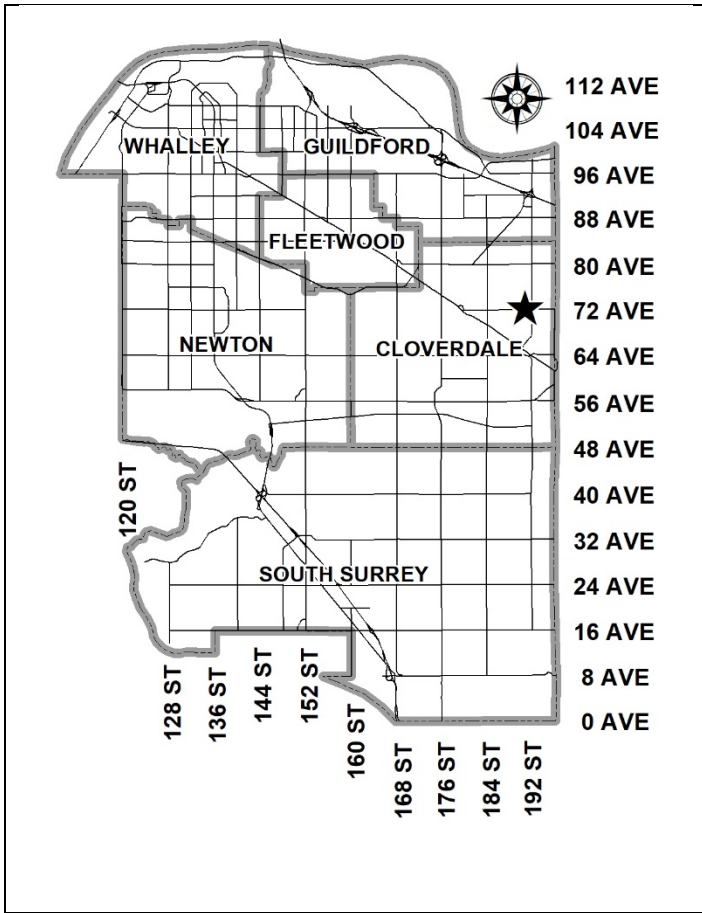 112 AVE
104 AVE
WHALLEY
GUILDFORD
96 AVE
88 AVE
FLEETWOOD
80 AVE
72 AVE
NEWTON
CLOVERDALE
64 AVE
56 AVE
48 AVE
120 ST
40 AVE
32 AVE
SOUTH SURREY
24 AVE
16 AVE
8 AVE
0 AVE
128 ST
136 ST
144 ST
152 ST
160 ST
168 ST
176 ST
184 ST
192 ST